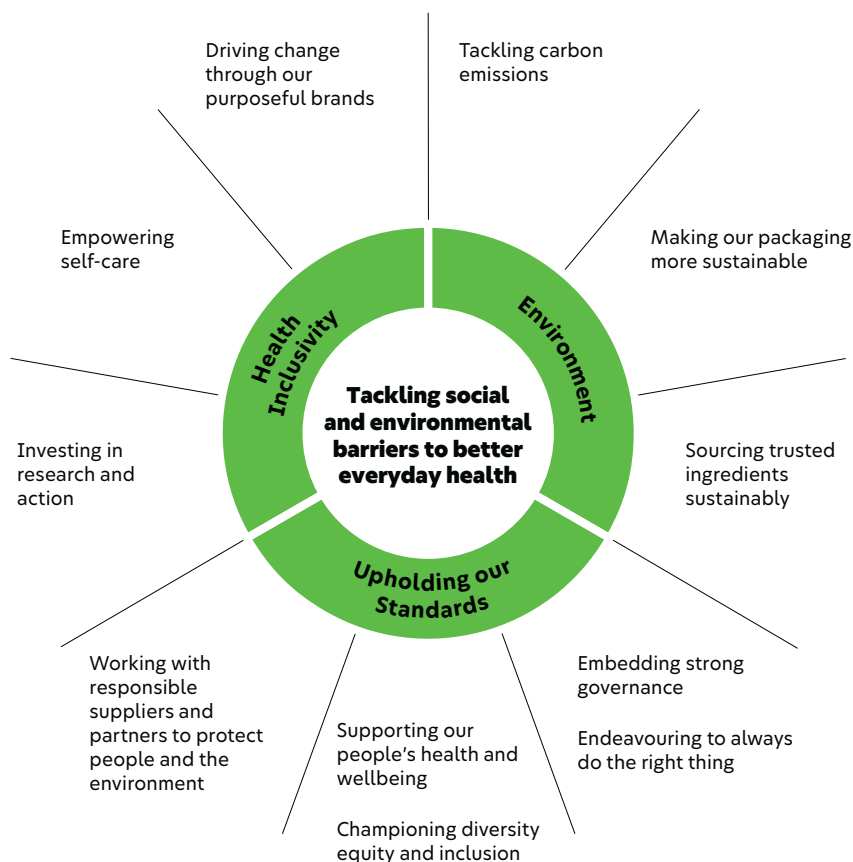 Driving change
through our
purposeful brands
Tackling carbon
emissions
Empowering
self-care
Making our packaging
more sustainable
Health
Inclusivity
Environment
Tackling social
and environmental
barriers to better
everyday health
Investing in
research and
action
Sourcing trusted
ingredients
sustainably
Upholding our
Standards
Working with
responsible
suppliers and
partners to protect
people and the
environment
Supporting our
people’s health and
wellbeing
Championing diversity
equity and inclusion
Embedding strong
governance
Endeavouring to always
do the right thing